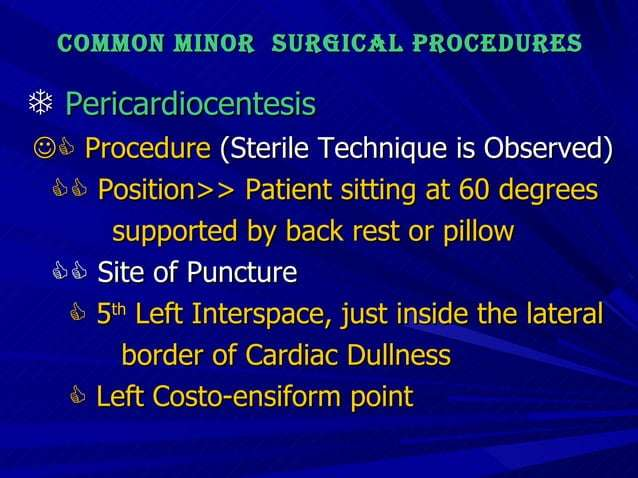 COMMON MINOR SURGICAL PROCEDURES
Pericardiocentesis
Procedure (Sterile Technique is Observed)
Position>> Patient sitting at 60 degrees
supported by back rest or pillow
Site of Puncture
5th Left Interspace, just inside the lateral
border of Cardiac Dullness
Left Costo-ensiform point